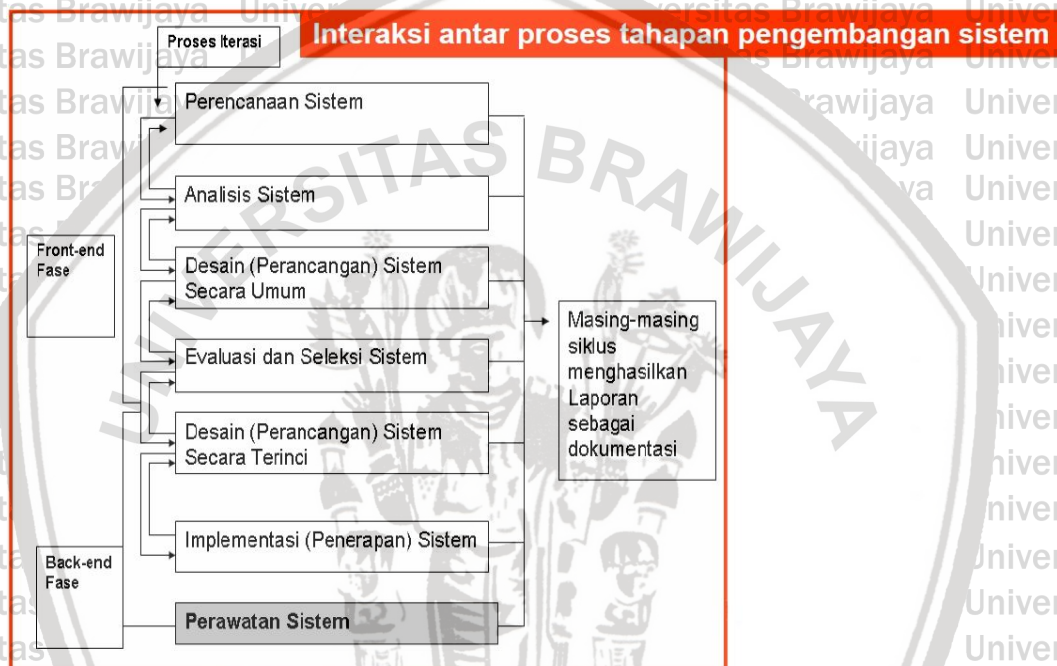 Interaksi antar proses tahapan pengembangan sistem
Proses Iterasi
Perencanaan Sistem
Analisis Sistem
Front-end
Fase
Desain (Perancangan) Sistem
Secara Umum
Masing-masing
siklus
menghasilkan
Laporan
sebagai
dokumentasi
Evaluasi dan Seleksi Sistem
Desain (Perancangan) Sistem
Secara Terinci
Implementasi (Penerapan) Sistem
Back-end
Fase
Perawatan Sistem
UNIVERSITAS BRAWIJAYA